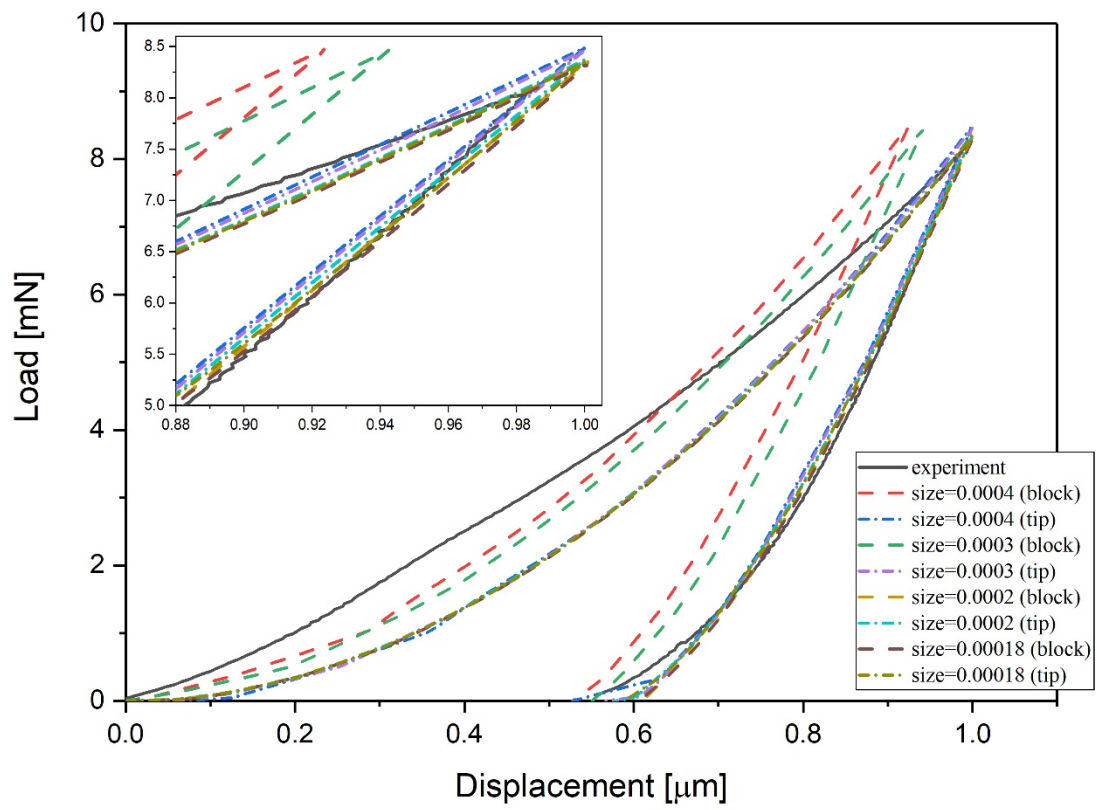 10
8
6
4
2
0
Load [mN]
8.5
8.0
7.5
7.0
6.5
6.0
5.5
5.0
0.88 0.90 0.92 0.94 0.96 0.98 1.00
experiment
size=0.0004 (block)
size=0.0004 (tip)
size=0.0003 (block)
size=0.0003 (tip)
size=0.0002 (block)
size=0.0002 (tip)
size=0.00018 (block)
size=0.00018 (tip)
0.0 0.2 0.4 0.6 0.8 1.0
Displacement [μm]